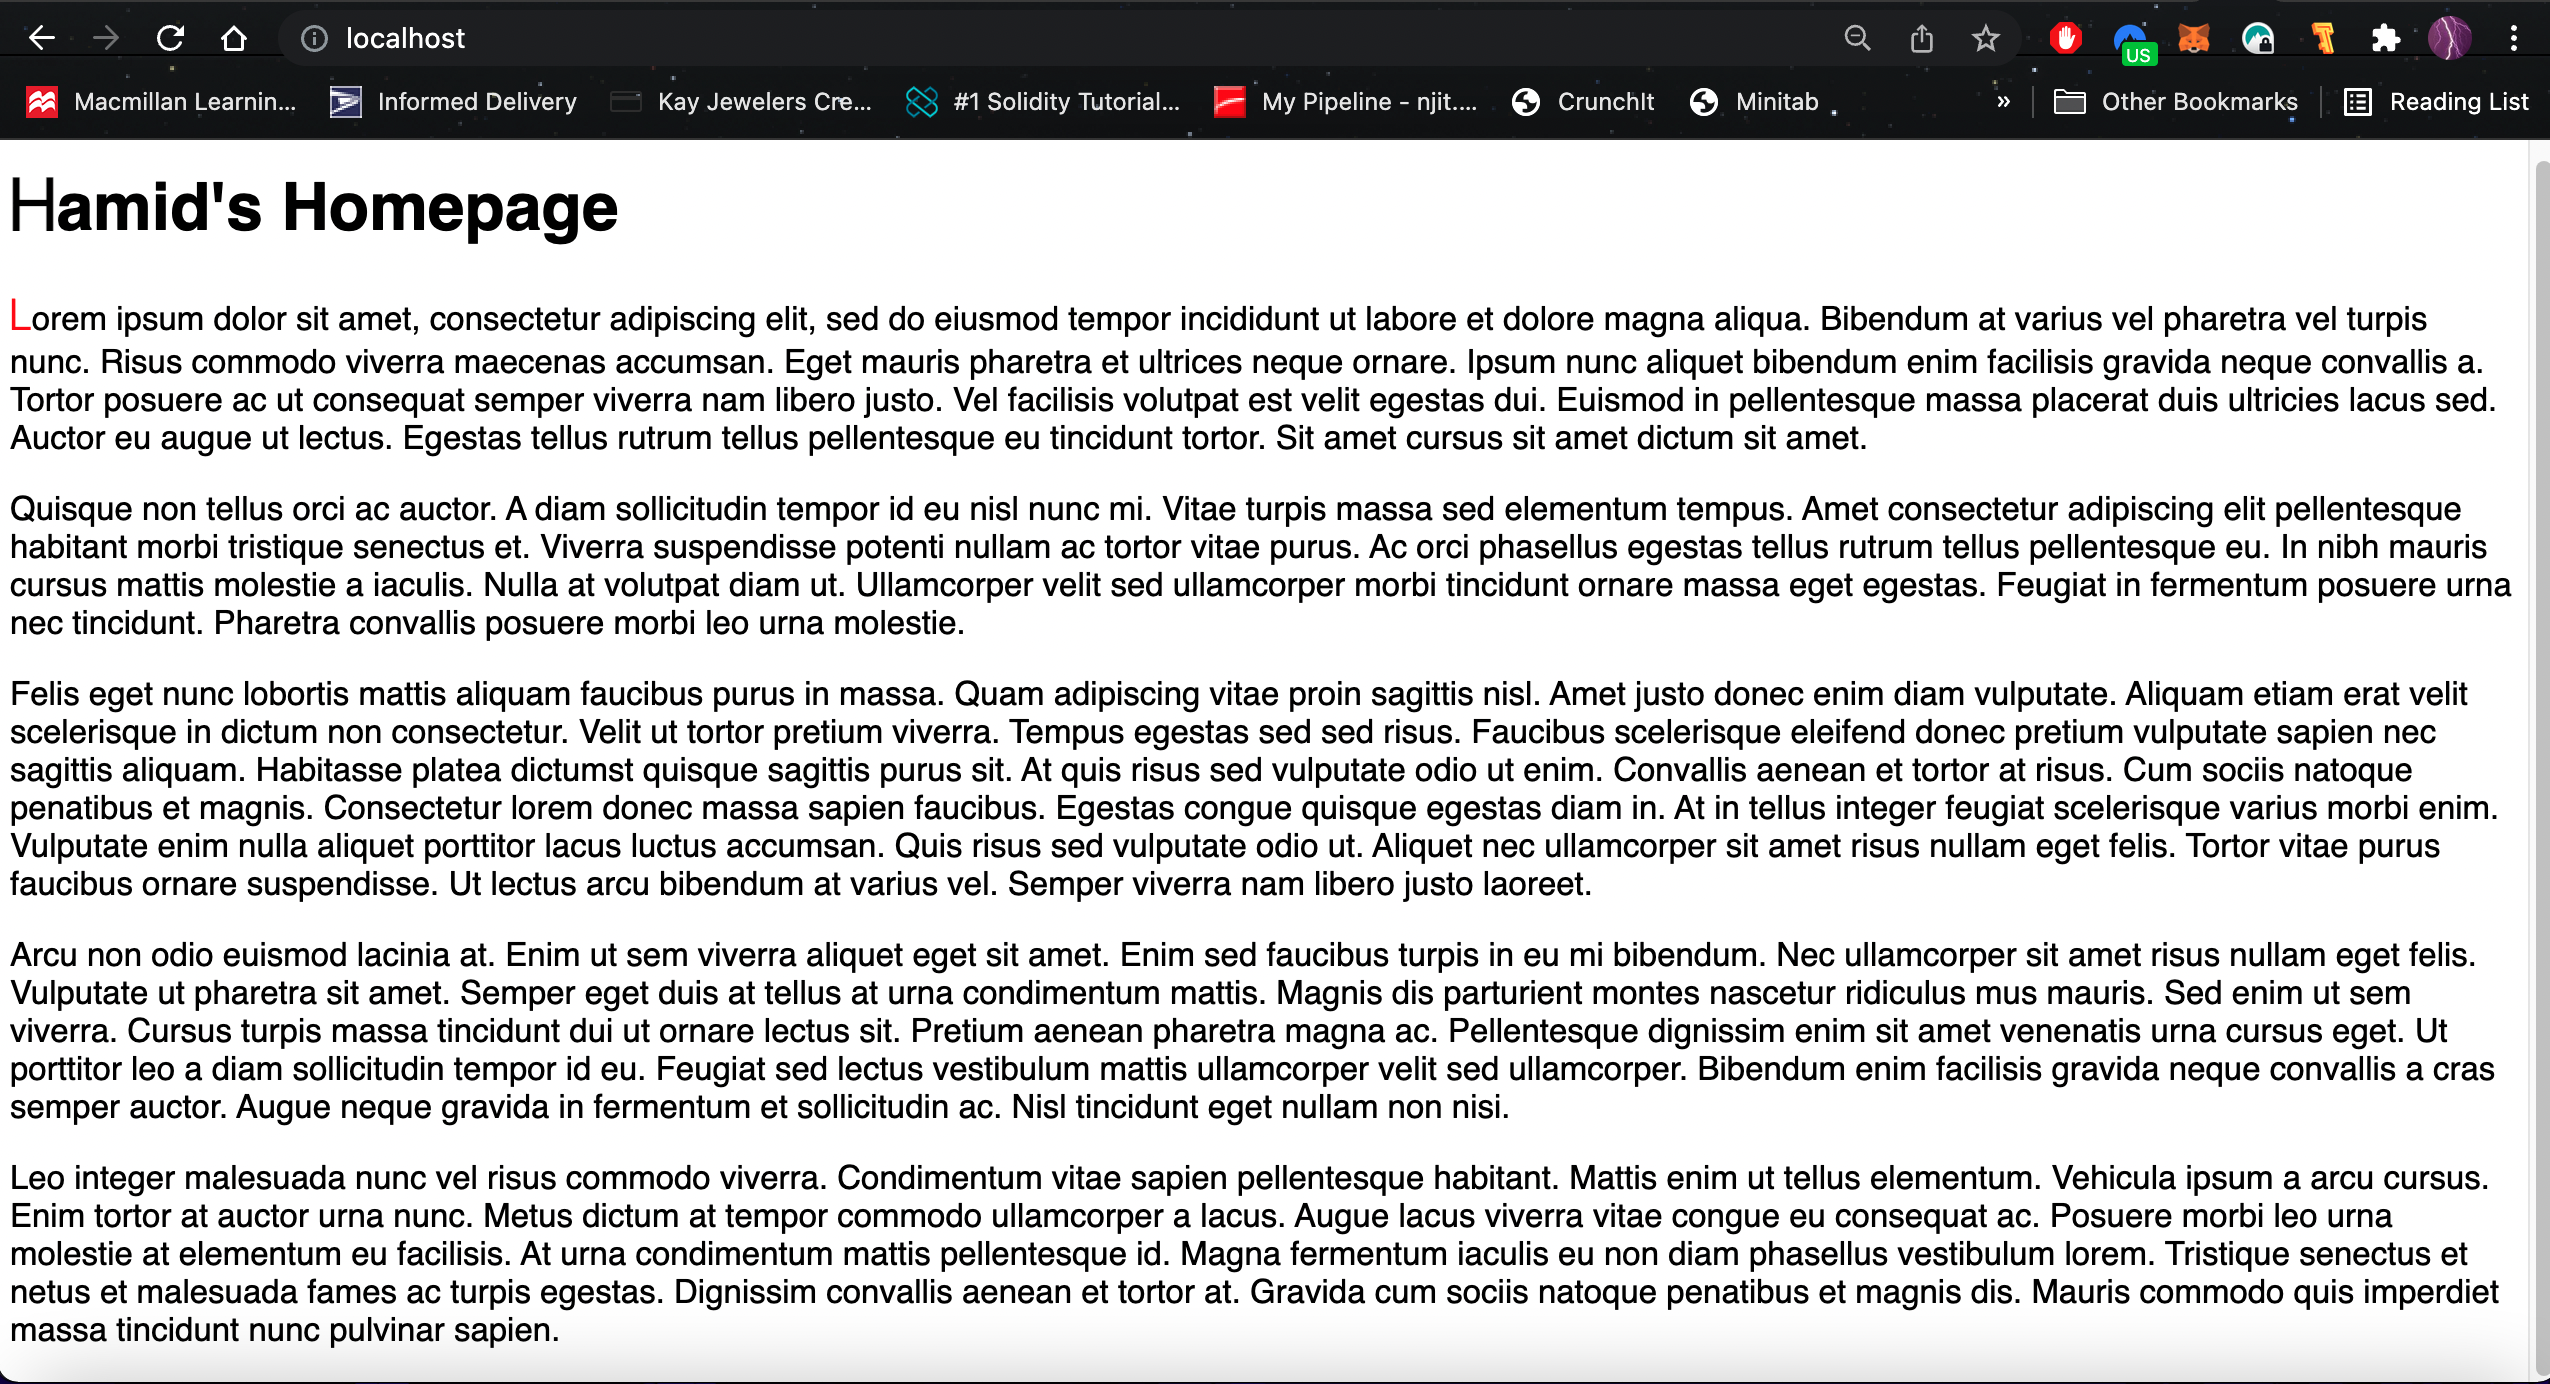 localhost
US
Macmillan Learnin...
Informed Delivery
Kay Jewelers Cre...
#1 Solidity Tutorial...
My Pipeline - njit....
CrunchIt
Minitab
»
Other Bookmarks
Reading List
Hamid's Homepage
Lorem ipsum dolor sit amet, consectetur adipiscing elit, sed do eiusmod tempor incididunt ut labore et dolore magna aliqua. Bibendum at varius vel pharetra vel turpis
nunc. Risus commodo viverra maecenas accumsan. Eget mauris pharetra et ultrices neque ornare. Ipsum nunc aliquet bibendum enim facilisis gravida neque convallis a.
Tortor posuere ac ut consequat semper viverra nam libero justo. Vel facilisis volutpat est velit egestas dui. Euismod in pellentesque massa placerat duis ultricies lacus sed.
Auctor eu augue ut lectus. Egestas tellus rutrum tellus pellentesque eu tincidunt tortor. Sit amet cursus sit amet dictum sit amet.
Quisque non tellus orci ac auctor. A diam sollicitudin tempor id eu nisl nunc mi. Vitae turpis massa sed elementum tempus. Amet consectetur adipiscing elit pellentesque
habitant morbi tristique senectus et. Viverra suspendisse potenti nullam ac tortor vitae purus. Ac orci phasellus egestas tellus rutrum tellus pellentesque eu. In nibh mauris
cursus mattis molestie a iaculis. Nulla at volutpat diam ut. Ullamcorper velit sed ullamcorper morbi tincidunt ornare massa eget egestas. Feugiat in fermentum posuere urna
nec tincidunt. Pharetra convallis posuere morbi leo urna molestie.
Felis eget nunc lobortis mattis aliquam faucibus purus in massa. Quam adipiscing vitae proin sagittis nisl. Amet justo donec enim diam vulputate. Aliquam etiam erat velit
scelerisque in dictum non consectetur. Velit ut tortor pretium viverra. Tempus egestas sed sed risus. Faucibus scelerisque eleifend donec pretium vulputate sapien nec
sagittis aliquam. Habitasse platea dictumst quisque sagittis purus sit. At quis risus sed vulputate odio ut enim. Convallis aenean et tortor at risus. Cum sociis natoque
penatibus et magnis. Consectetur lorem donec massa sapien faucibus. Egestas congue quisque egestas diam in. At in tellus integer feugiat scelerisque varius morbi enim.
Vulputate enim nulla aliquet porttitor lacus luctus accumsan. Quis risus sed vulputate odio ut. Aliquet nec ullamcorper sit amet risus nullam eget felis. Tortor vitae purus
faucibus ornare suspendisse. Ut lectus arcu bibendum at varius vel. Semper viverra nam libero justo laoreet.
Arcu non odio euismod lacinia at. Enim ut sem viverra aliquet eget sit amet. Enim sed faucibus turpis in eu mi bibendum. Nec ullamcorper sit amet risus nullam eget felis.
Vulputate ut pharetra sit amet. Semper eget duis at tellus at urna condimentum mattis. Magnis dis parturient montes nascetur ridiculus mus mauris. Sed enim ut sem
viverra. Cursus turpis massa tincidunt dui ut ornare lectus sit. Pretium aenean pharetra magna ac. Pellentesque dignissim enim sit amet venenatis urna cursus eget. Ut
porttitor leo a diam sollicitudin tempor id eu. Feugiat sed lectus vestibulum mattis ullamcorper velit sed ullamcorper. Bibendum enim facilisis gravida neque convallis a cras
semper auctor. Augue neque gravida in fermentum et sollicitudin ac. Nisl tincidunt eget nullam non nisi.
Leo integer malesuada nunc vel risus commodo viverra. Condimentum vitae sapien pellentesque habitant. Mattis enim ut tellus elementum. Vehicula ipsum a arcu cursus.
Enim tortor at auctor urna nunc. Metus dictum at tempor commodo ullamcorper a lacus. Augue lacus viverra vitae congue eu consequat ac. Posuere morbi leo urna
molestie at elementum eu facilisis. At urna condimentum mattis pellentesque id. Magna fermentum iaculis eu non diam phasellus vestibulum lorem. Tristique senectus et
netus et malesuada fames ac turpis egestas. Dignissim convallis aenean et tortor at. Gravida cum sociis natoque penatibus et magnis dis. Mauris commodo quis imperdiet
massa tincidunt nunc pulvinar sapien.